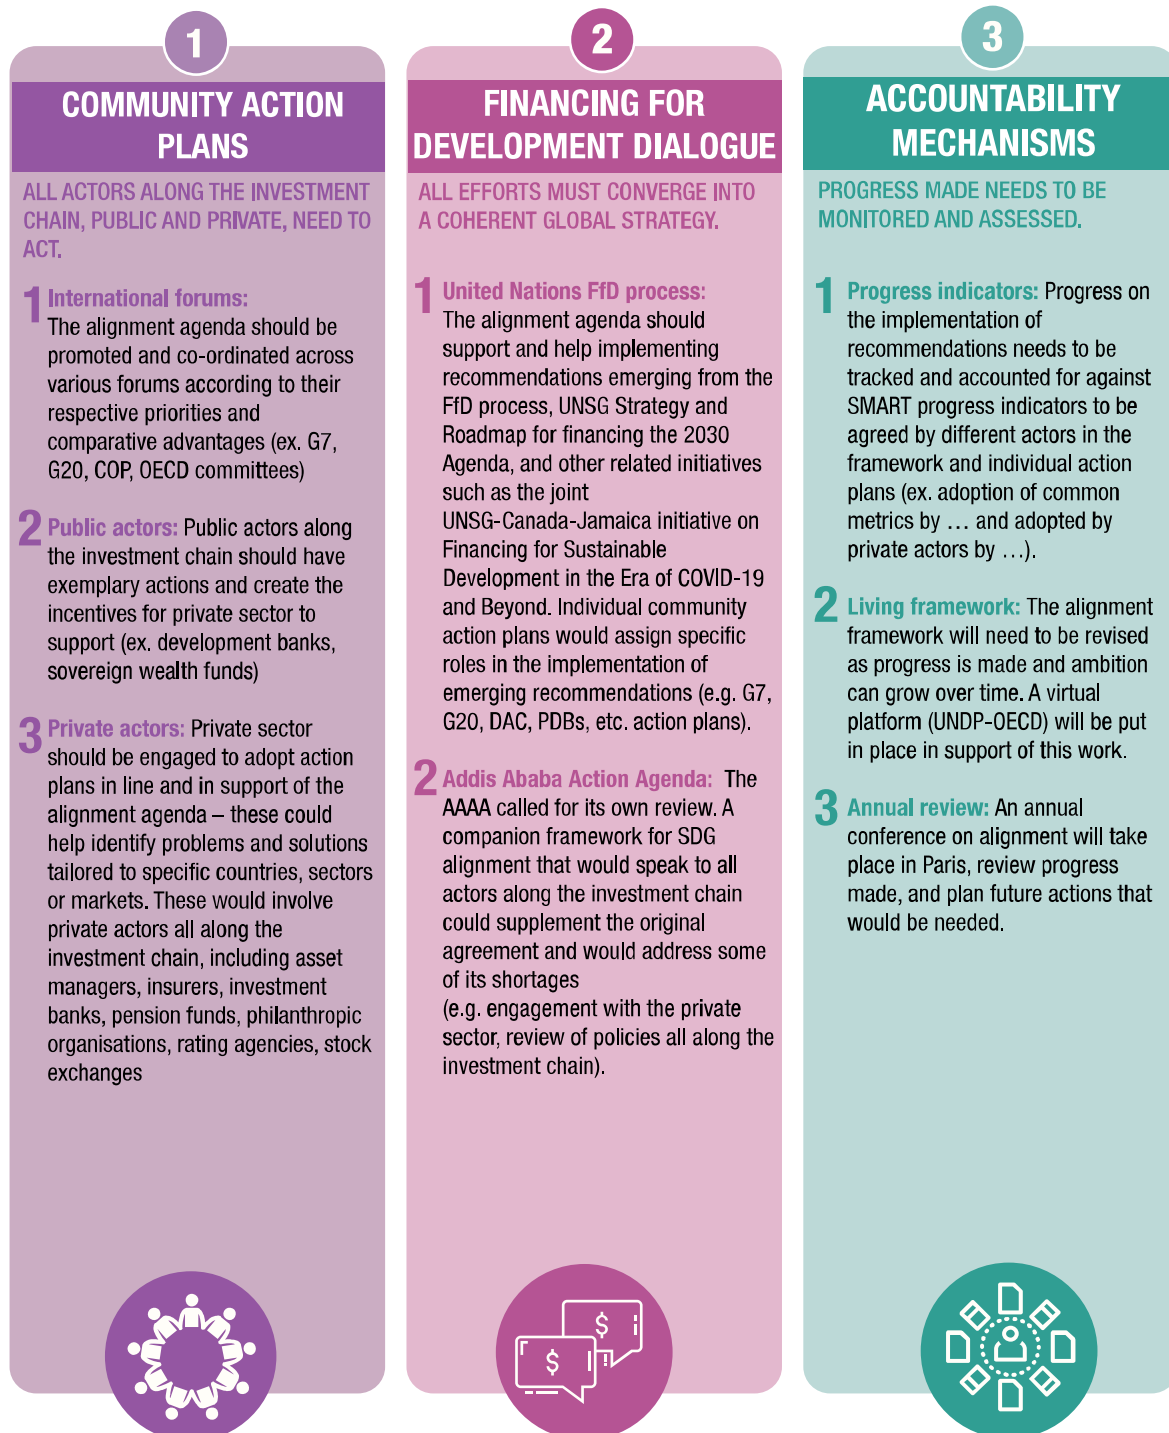 1
COMMUNITY ACTION
PLANS
ALL ACTORS ALONG THE INVESTMENT
CHAIN, PUBLIC AND PRIVATE, NEED TO
ACT.
1 International forums:
The alignment agenda should be
promoted and co-ordinated across
various forums according to their
respective priorities and
comparative advantages (ex. G7,
G20, COP, OECD committees)
2 Public actors: Public actors along
the investment chain should have
exemplary actions and create the
incentives for private sector to
support (ex. development banks,
sovereign wealth funds)
3 Private actors: Private sector
should be engaged to adopt action
plans in line and in support of the
alignment agenda – these could
help identify problems and solutions
tailored to specific countries, sectors
or markets. These would involve
private actors all along the
investment chain, including asset
managers, insurers, investment
banks, pension funds, philanthropic
organisations, rating agencies, stock
exchanges
2
FINANCING FOR
DEVELOPMENT DIALOGUE
ALL EFFORTS MUST CONVERGE INTO
A COHERENT GLOBAL STRATEGY.
1 United Nations FfD process:
The alignment agenda should
support and help implementing
recommendations emerging from the
FfD process, UNSG Strategy and
Roadmap for financing the 2030
Agenda, and other related initiatives
such as the joint
UNSG-Canada-Jamaica initiative on
Financing for Sustainable
Development in the Era of COVID-19
and Beyond. Individual community
action plans would assign specific
roles in the implementation of
emerging recommendations (e.g. G7,
G20, DAC, PDBs, etc. action plans).
2 Addis Ababa Action Agenda: The
AAAA called for its own review. A
companion framework for SDG
alignment that would speak to all
actors along the investment chain
could supplement the original
agreement and would address some
of its shortages
(e.g. engagement with the private
sector, review of policies all along the
investment chain).
$
$
!
3
ACCOUNTABILITY
MECHANISMS
PROGRESS MADE NEEDS TO BE
MONITORED AND ASSESSED.
1 Progress indicators: Progress on
the implementation of
recommendations needs to be
tracked and accounted for against
SMART progress indicators to be
agreed by different actors in the
framework and individual action
plans (ex. adoption of common
metrics by … and adopted by
private actors by …).
2 Living framework: The alignment
framework will need to be revised
as progress is made and ambition
can grow over time. A virtual
platform (UNDP-OECD) will be put
in place in support of this work.
3 Annual review: An annual
conference on alignment will take
place in Paris, review progress
made, and plan future actions that
would be needed.